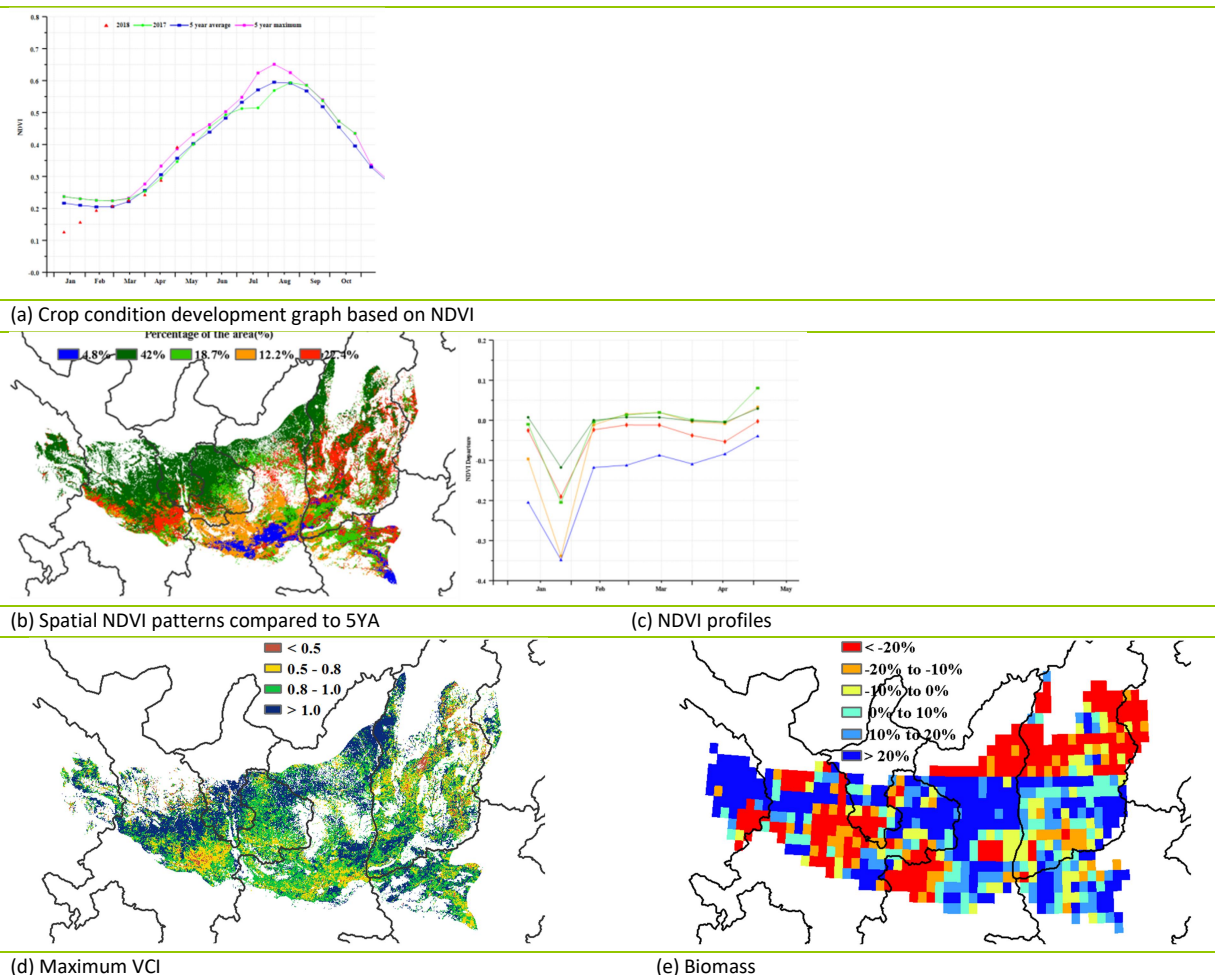 0.8
2018 2017 5 year average 5 year maximum
0.7
0.6
0.5
NDVI
0.4
0.3
0.2
0.1
-0.0
Jan Feb Mar Apr May Jun Jul Aug Sep Oct
(a) Crop condition development graph based on NDVI
Percentage of the area(%)
4.8% 42% 18.7% 12.2% 22.4%
0.2
0.1
0.0
NDVI Departure
-0.1
-0.2
-0.3
-0.4
Jan Feb Mar Apr May
(b) Spatial NDVI patterns compared to 5YA (c) NDVI profiles
< 0.5
0.5 - 0.8
0.8 - 1.0
> 1.0
< -20%
-20% to -10%
-10% to 0%
0% to 10%
10% to 20%
> 20%
(d) Maximum VCI (e) Biomass